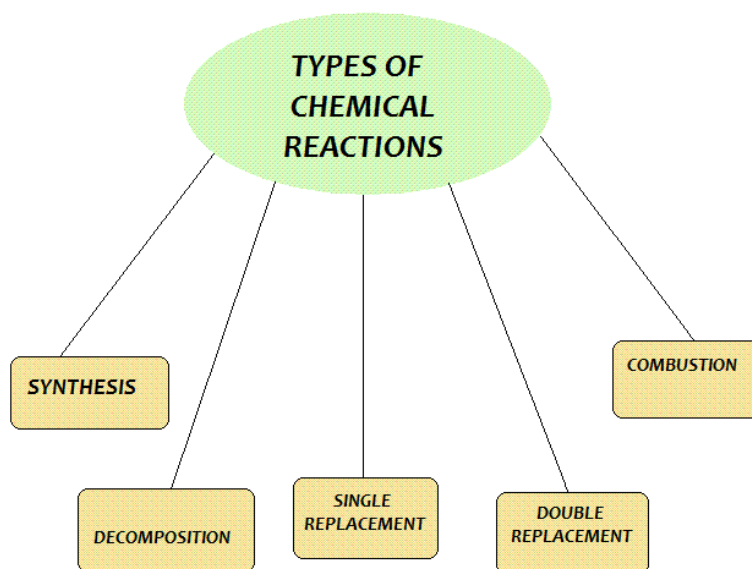 TYPES OF
CHEMICAL
REACTIONS
SYNTHESIS
DECOMPOSITION
SINGLE
REPLACEMENT
DOUBLE
REPLACEMENT
COMBUSTION